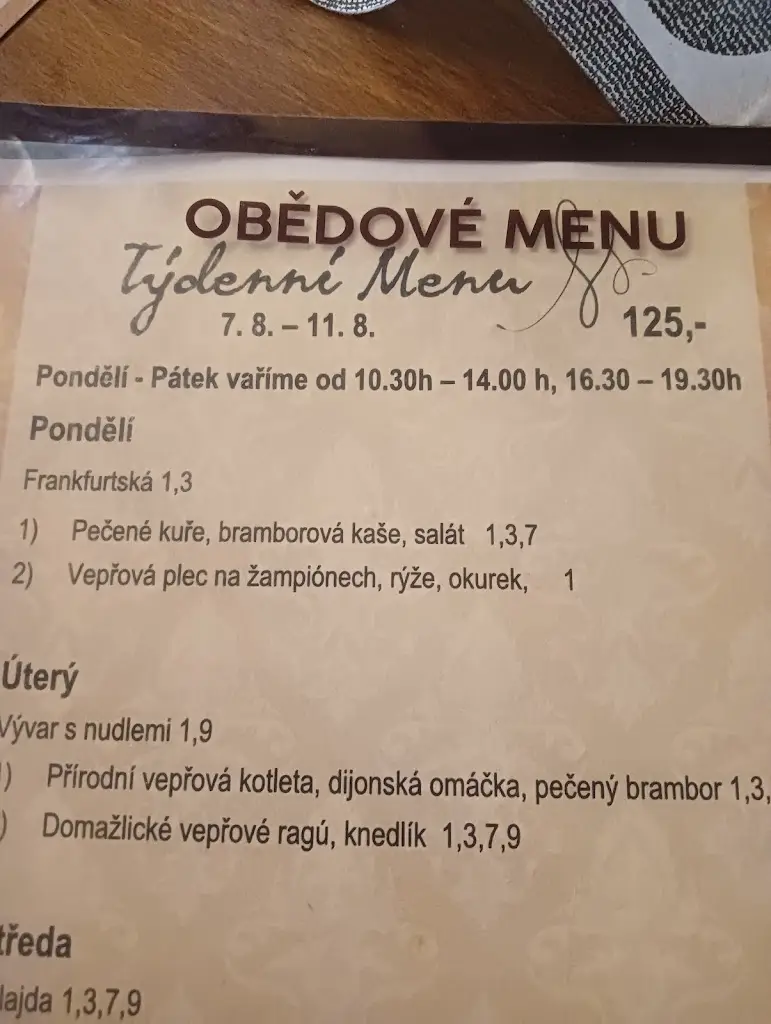 OBĚDOVÉ MENU
Týdenní Menu
7. 8. – 11. 8. 125,-
Pondělí - Pátek vaříme od 10.30h – 14.00 h, 16.30 – 19.30h
Pondělí
Frankfurtská 1,3
1) Pečené kuře, bramborová kaše, salát 1,3,7
2) Vepřová plec na žampiónech, rýže, okurek, 1
Úterý
Vývar s nudlemi 1,9
) Přírodní vepřová kotleta, dijonská omáčka, pečený brambor 1,3,
) Domažlické vepřové ragú, knedlík 1,3,7,9
tředa
1,3,7,9